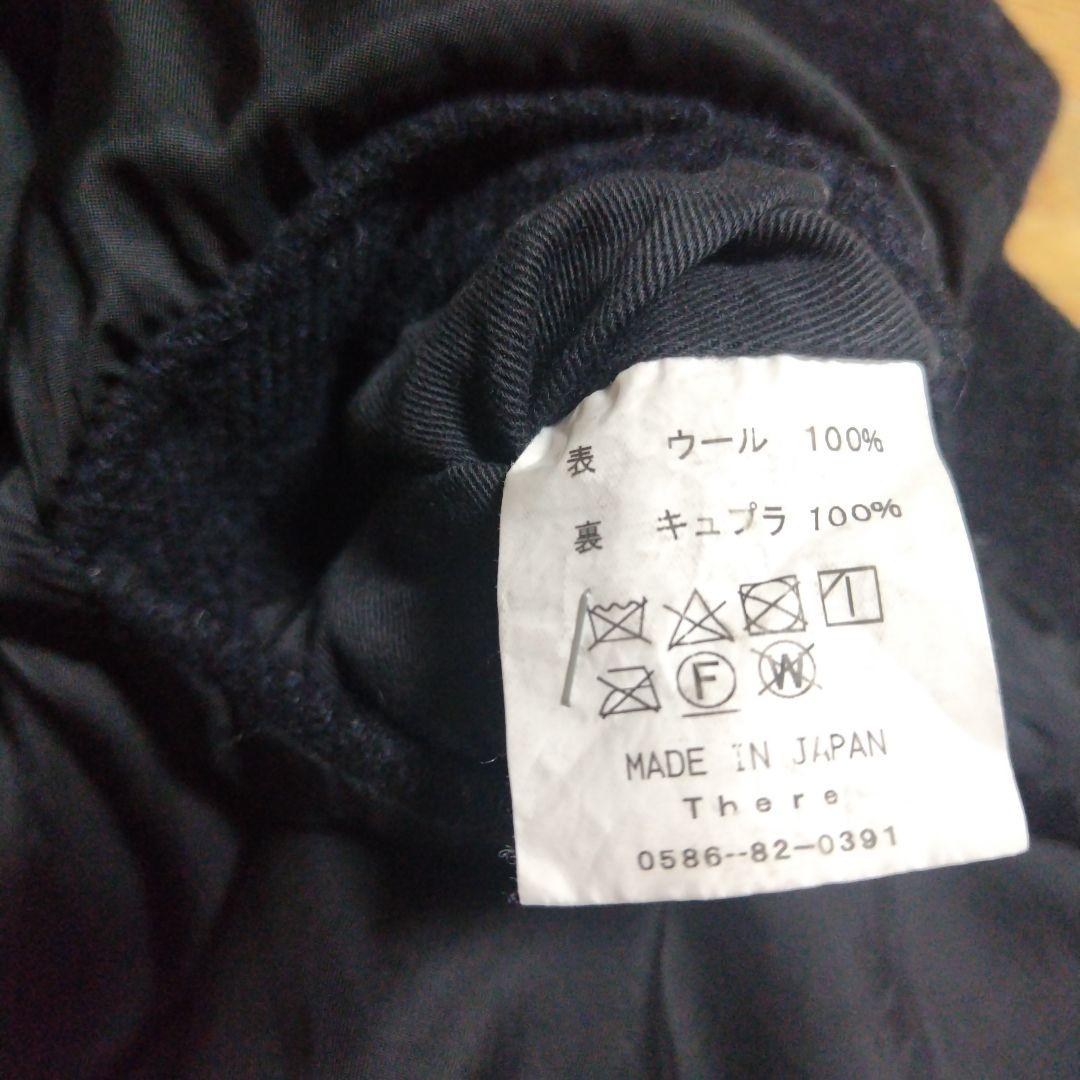 表 ウール 100%
裏 キュプラ 100%
F W
MADE IN JAPAN
There
0586--82-0391